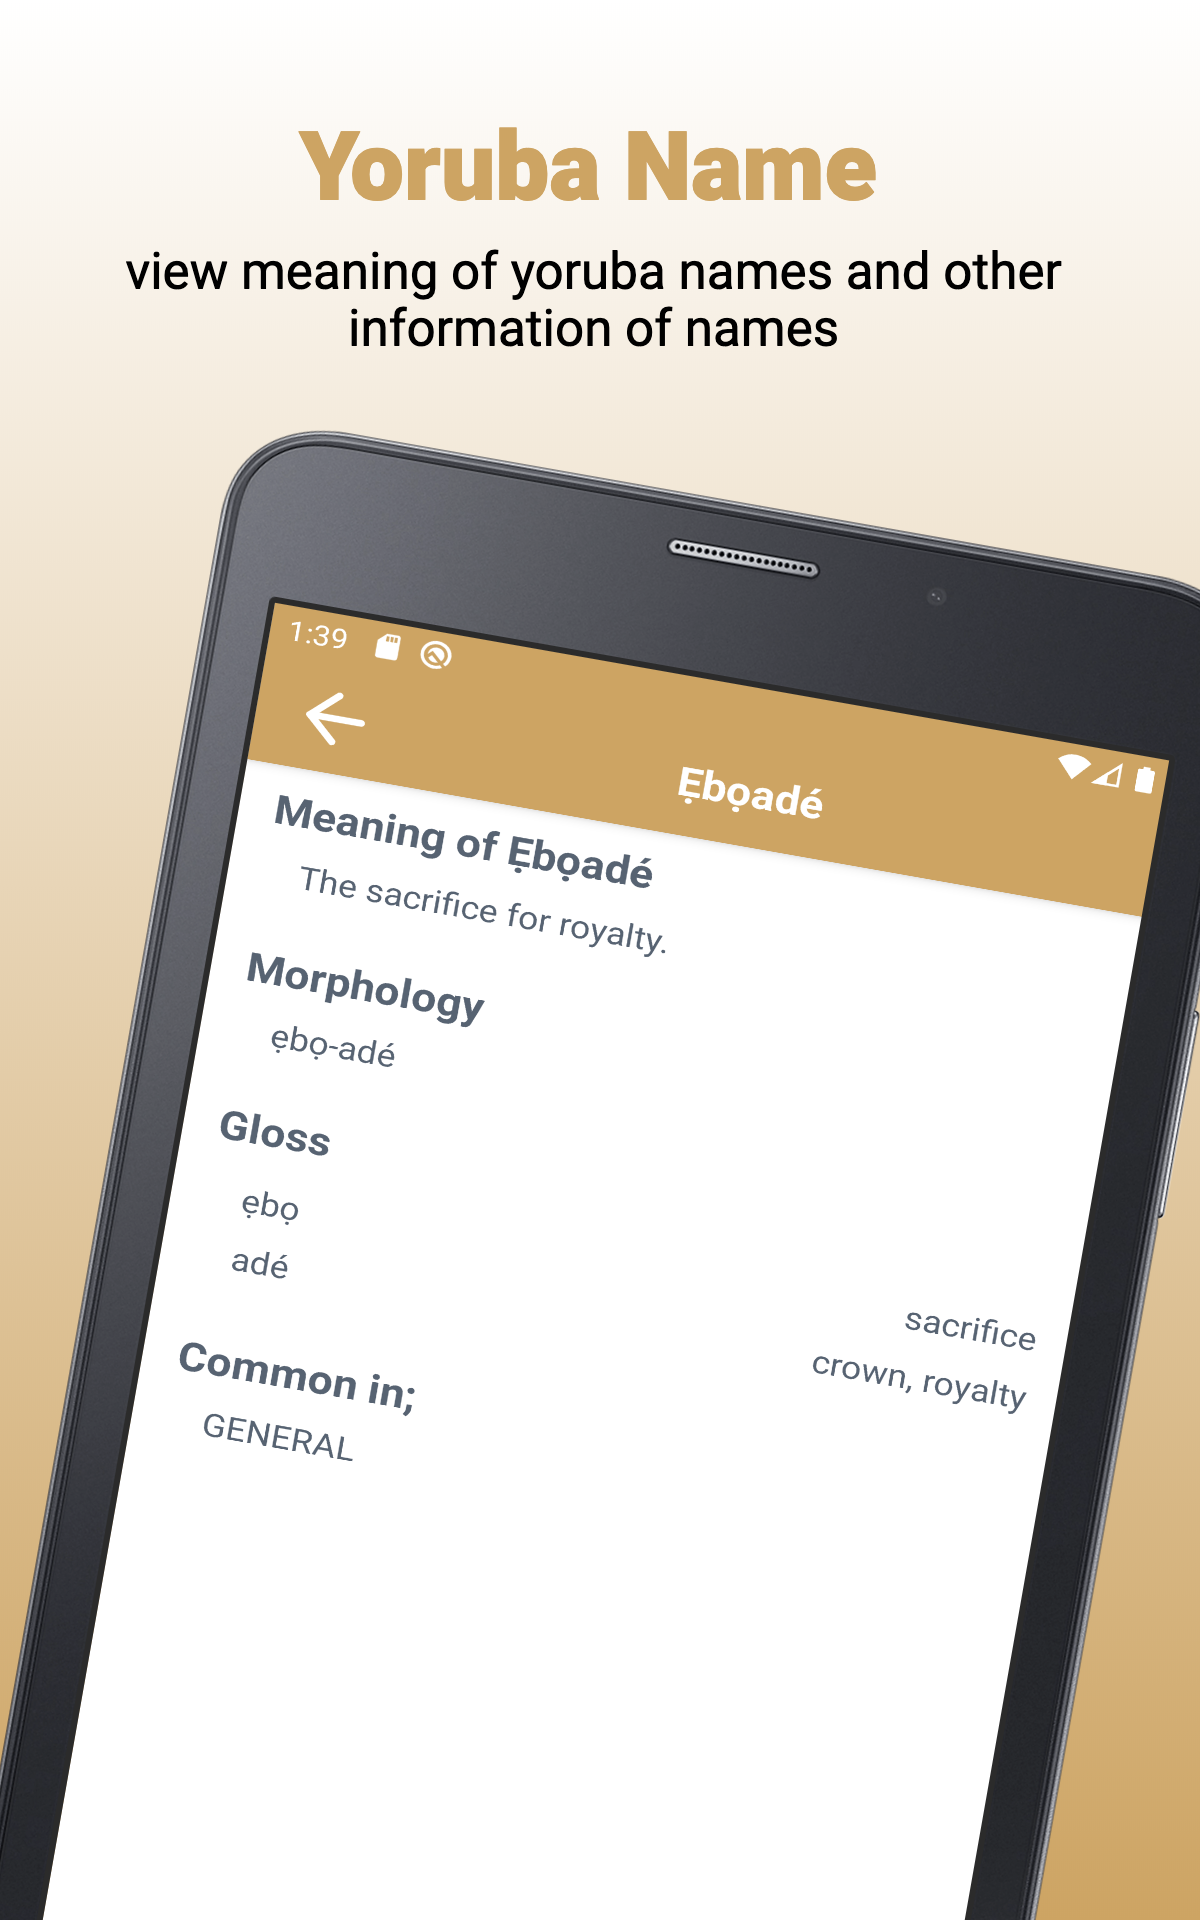 Yoruba Name
view meaning of yoruba names and other
information of names
1:39
Ẹbọadé
Meaning of Ẹbọadé
The sacrifice for royalty.
Morphology
ẹbọ-adé
Gloss
ẹbọ sacrifice
adé crown, royalty
Common in;
GENERAL